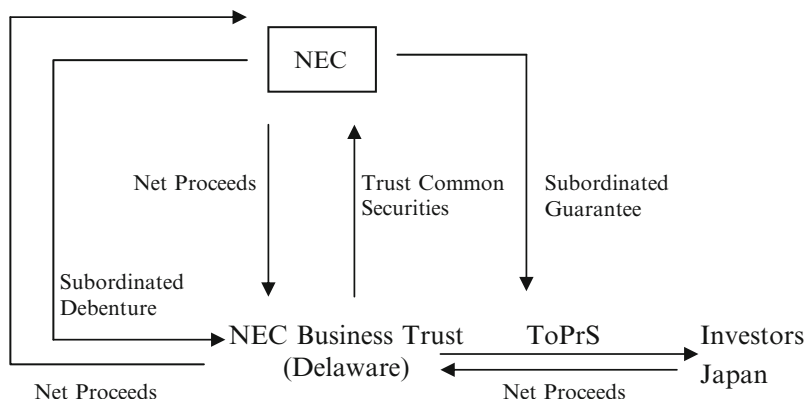 NEC
Net Proceeds
Trust Common
Securities
Subordinated
Guarantee
Subordinated
Debenture
NEC Business Trust
(Delaware)
ToPrS
Investors
Japan
Net Proceeds
Net Proceeds